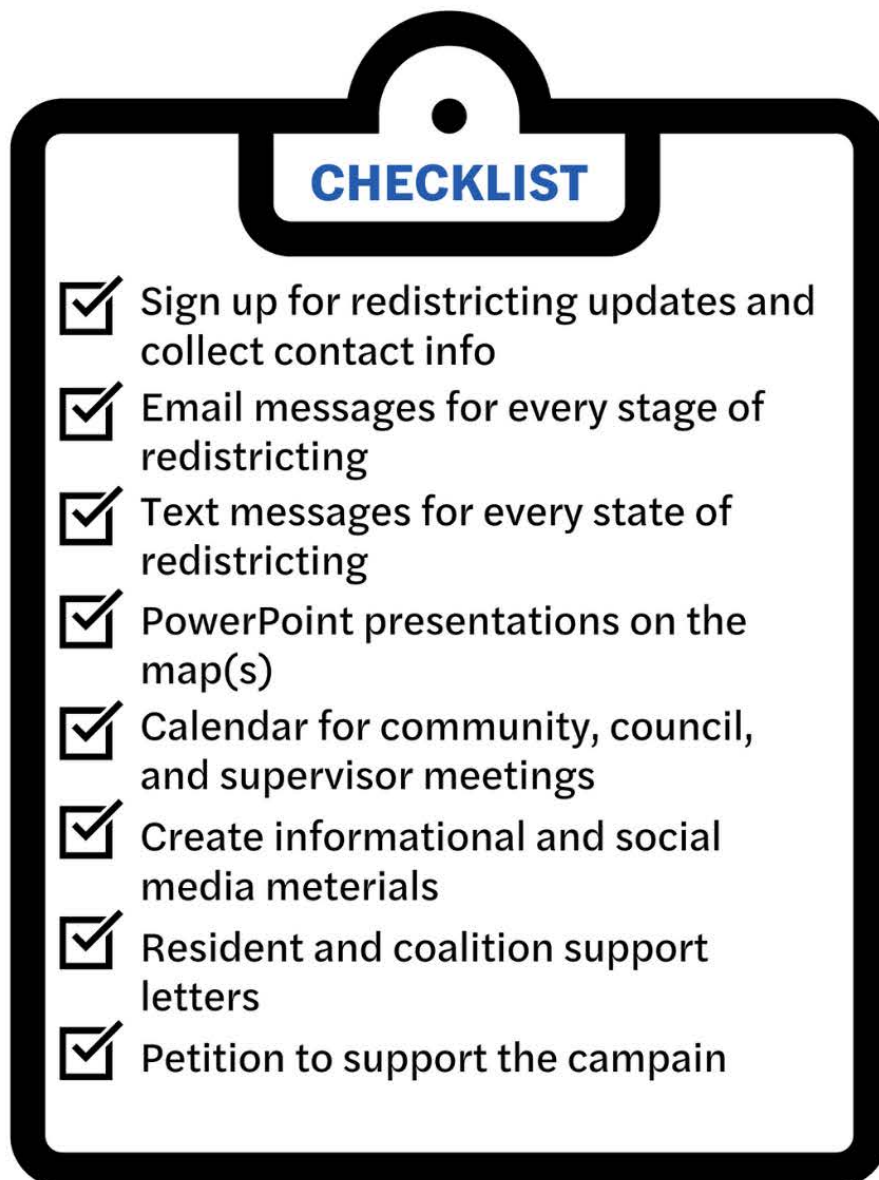 CHECKLIST
Sign up for redistricting updates and
collect contact info
Email messages for every stage of
redistricting
Text messages for every state of
redistricting
PowerPoint presentations on the
map(s)
Calendar for community, council,
and supervisor meetings
Create informational and social
media meterials
Resident and coalition support
letters
Petition to support the campain